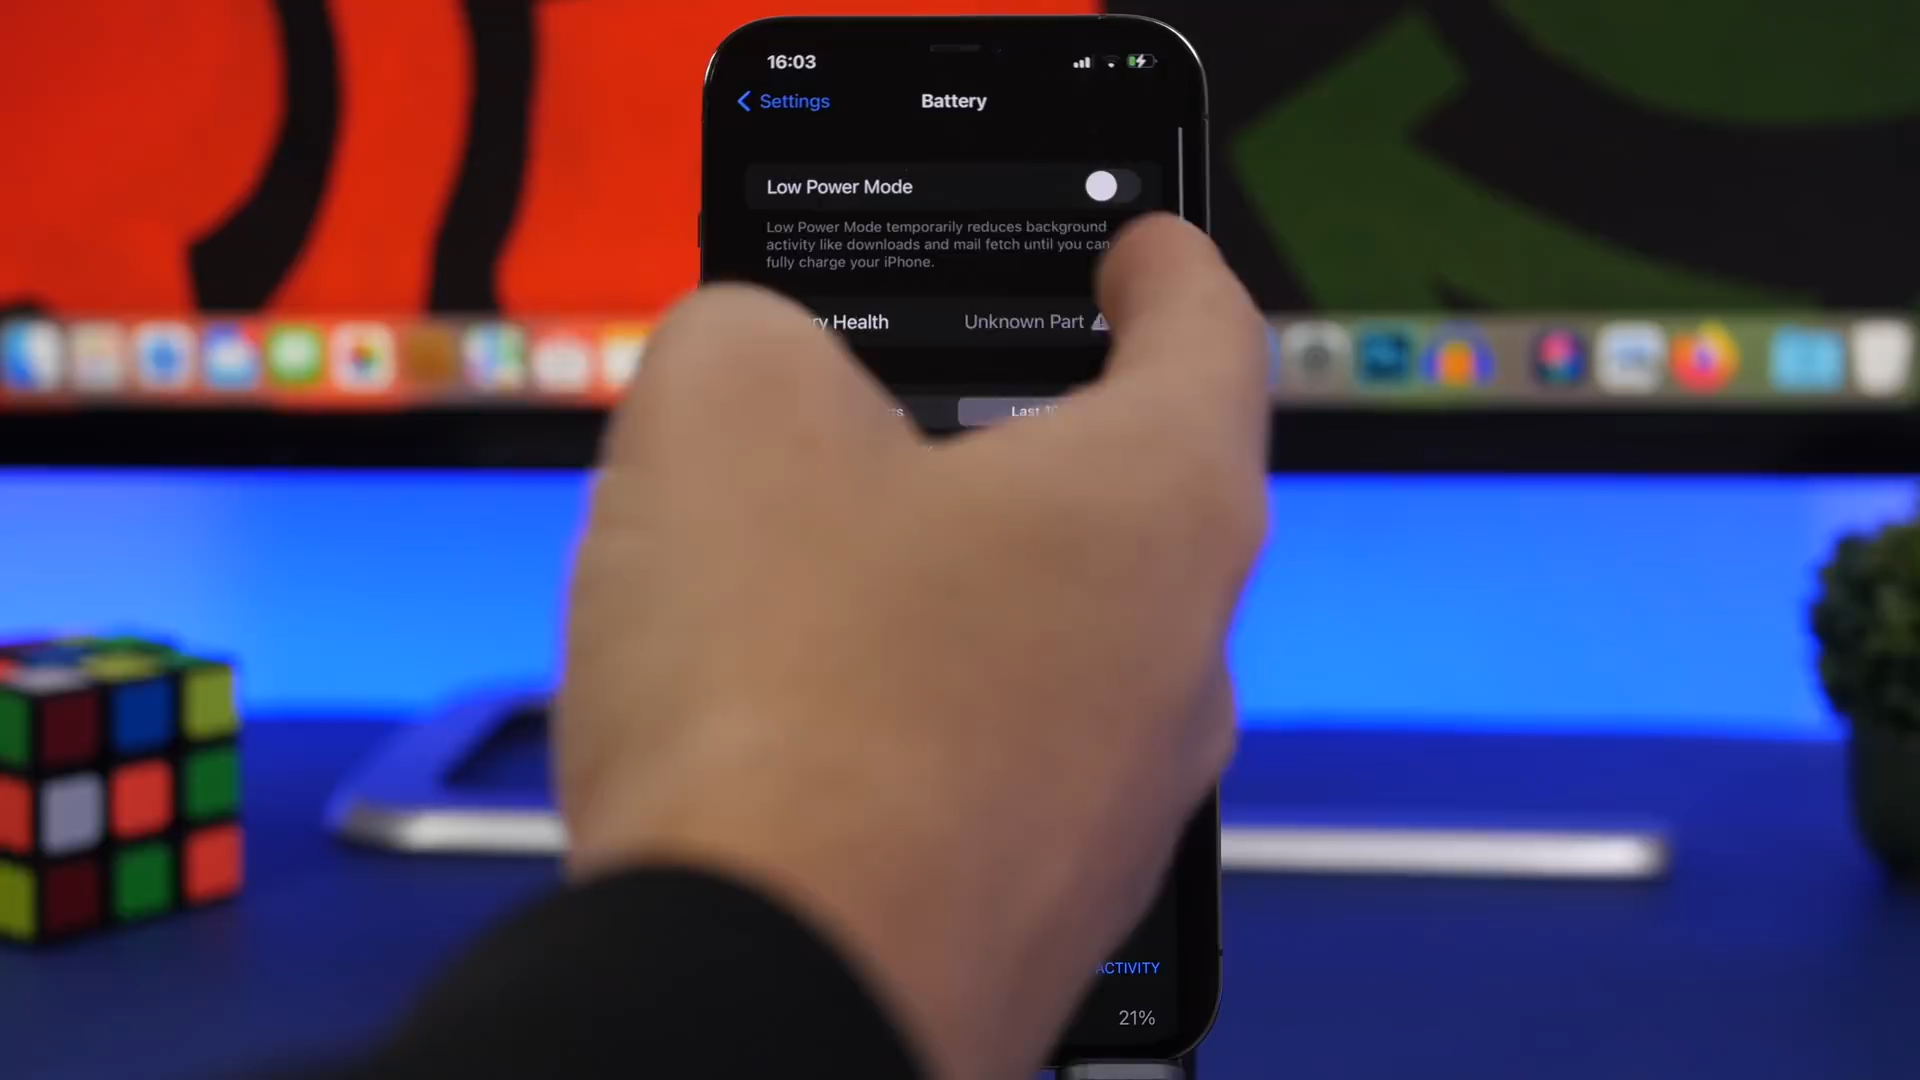 16:03
Settings
Battery
Low Power Mode
Low Power Mode temporarily reduces background
activity like downloads and mail fetch until you can
fully charge your iPhone.
Health
Unknown Part
Last
ACTIVITY
21%